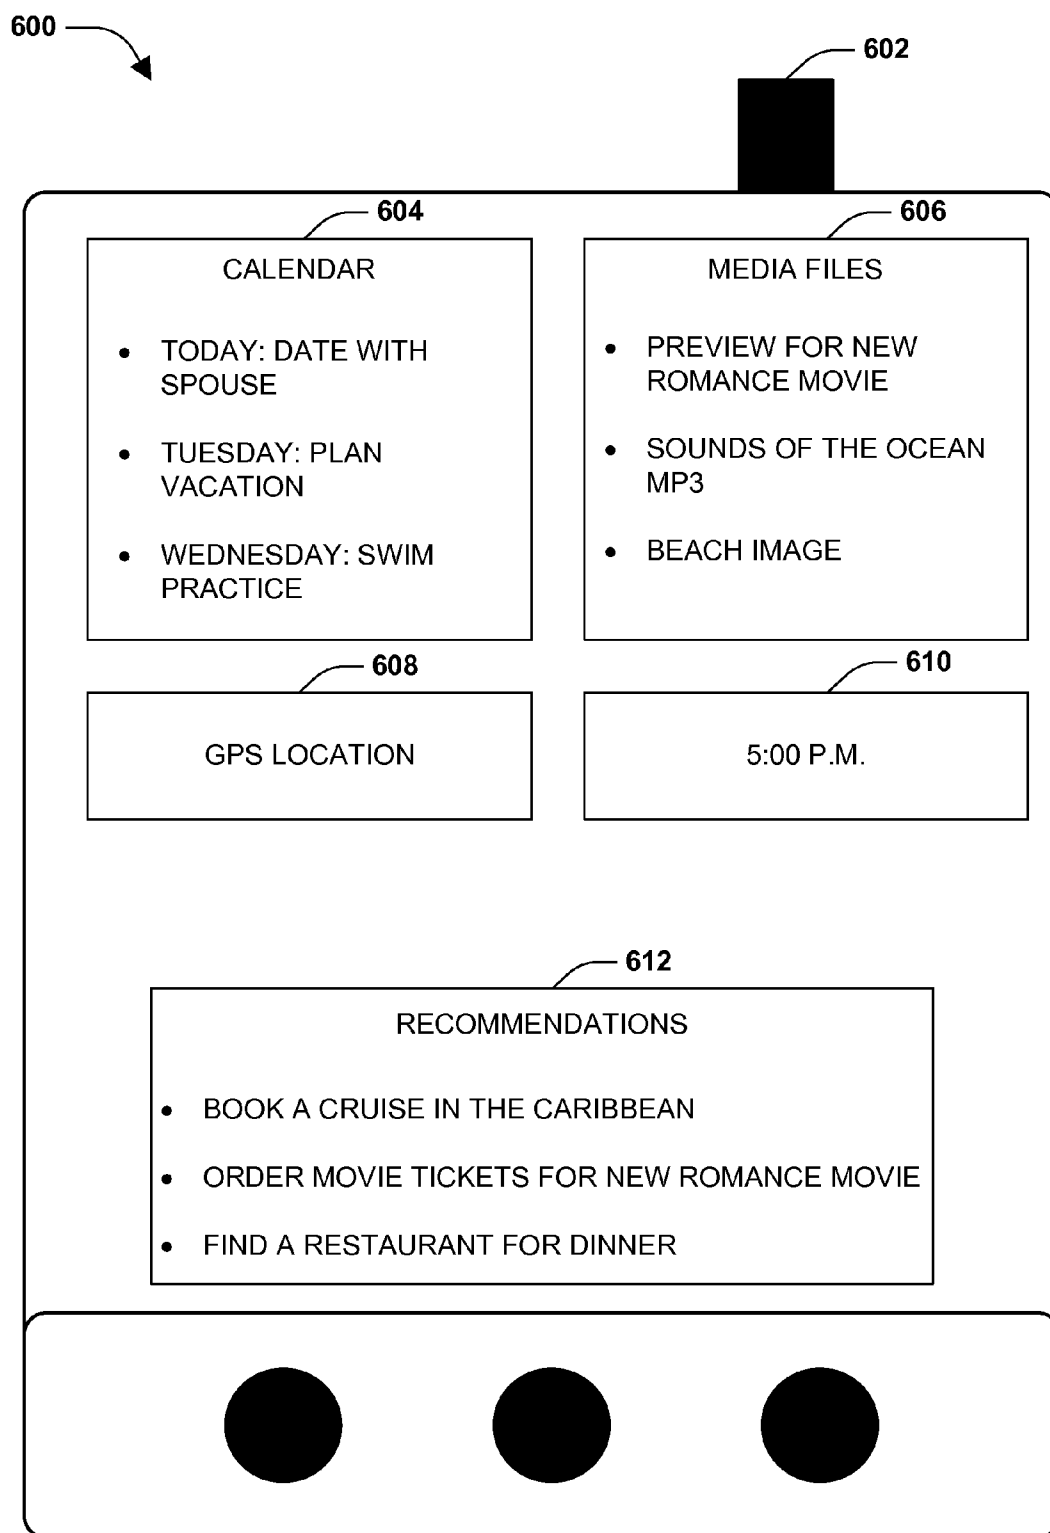 600
602
604
606
CALENDAR
• TODAY: DATE WITH
SPOUSE
• TUESDAY: PLAN
VACATION
• WEDNESDAY: SWIM
PRACTICE
MEDIA FILES
• PREVIEW FOR NEW
ROMANCE MOVIE
• SOUNDS OF THE OCEAN
MP3
• BEACH IMAGE
608
610
GPS LOCATION
5:00 P.M.
612
RECOMMENDATIONS
• BOOK A CRUISE IN THE CARIBBEAN
• ORDER MOVIE TICKETS FOR NEW ROMANCE MOVIE
• FIND A RESTAURANT FOR DINNER